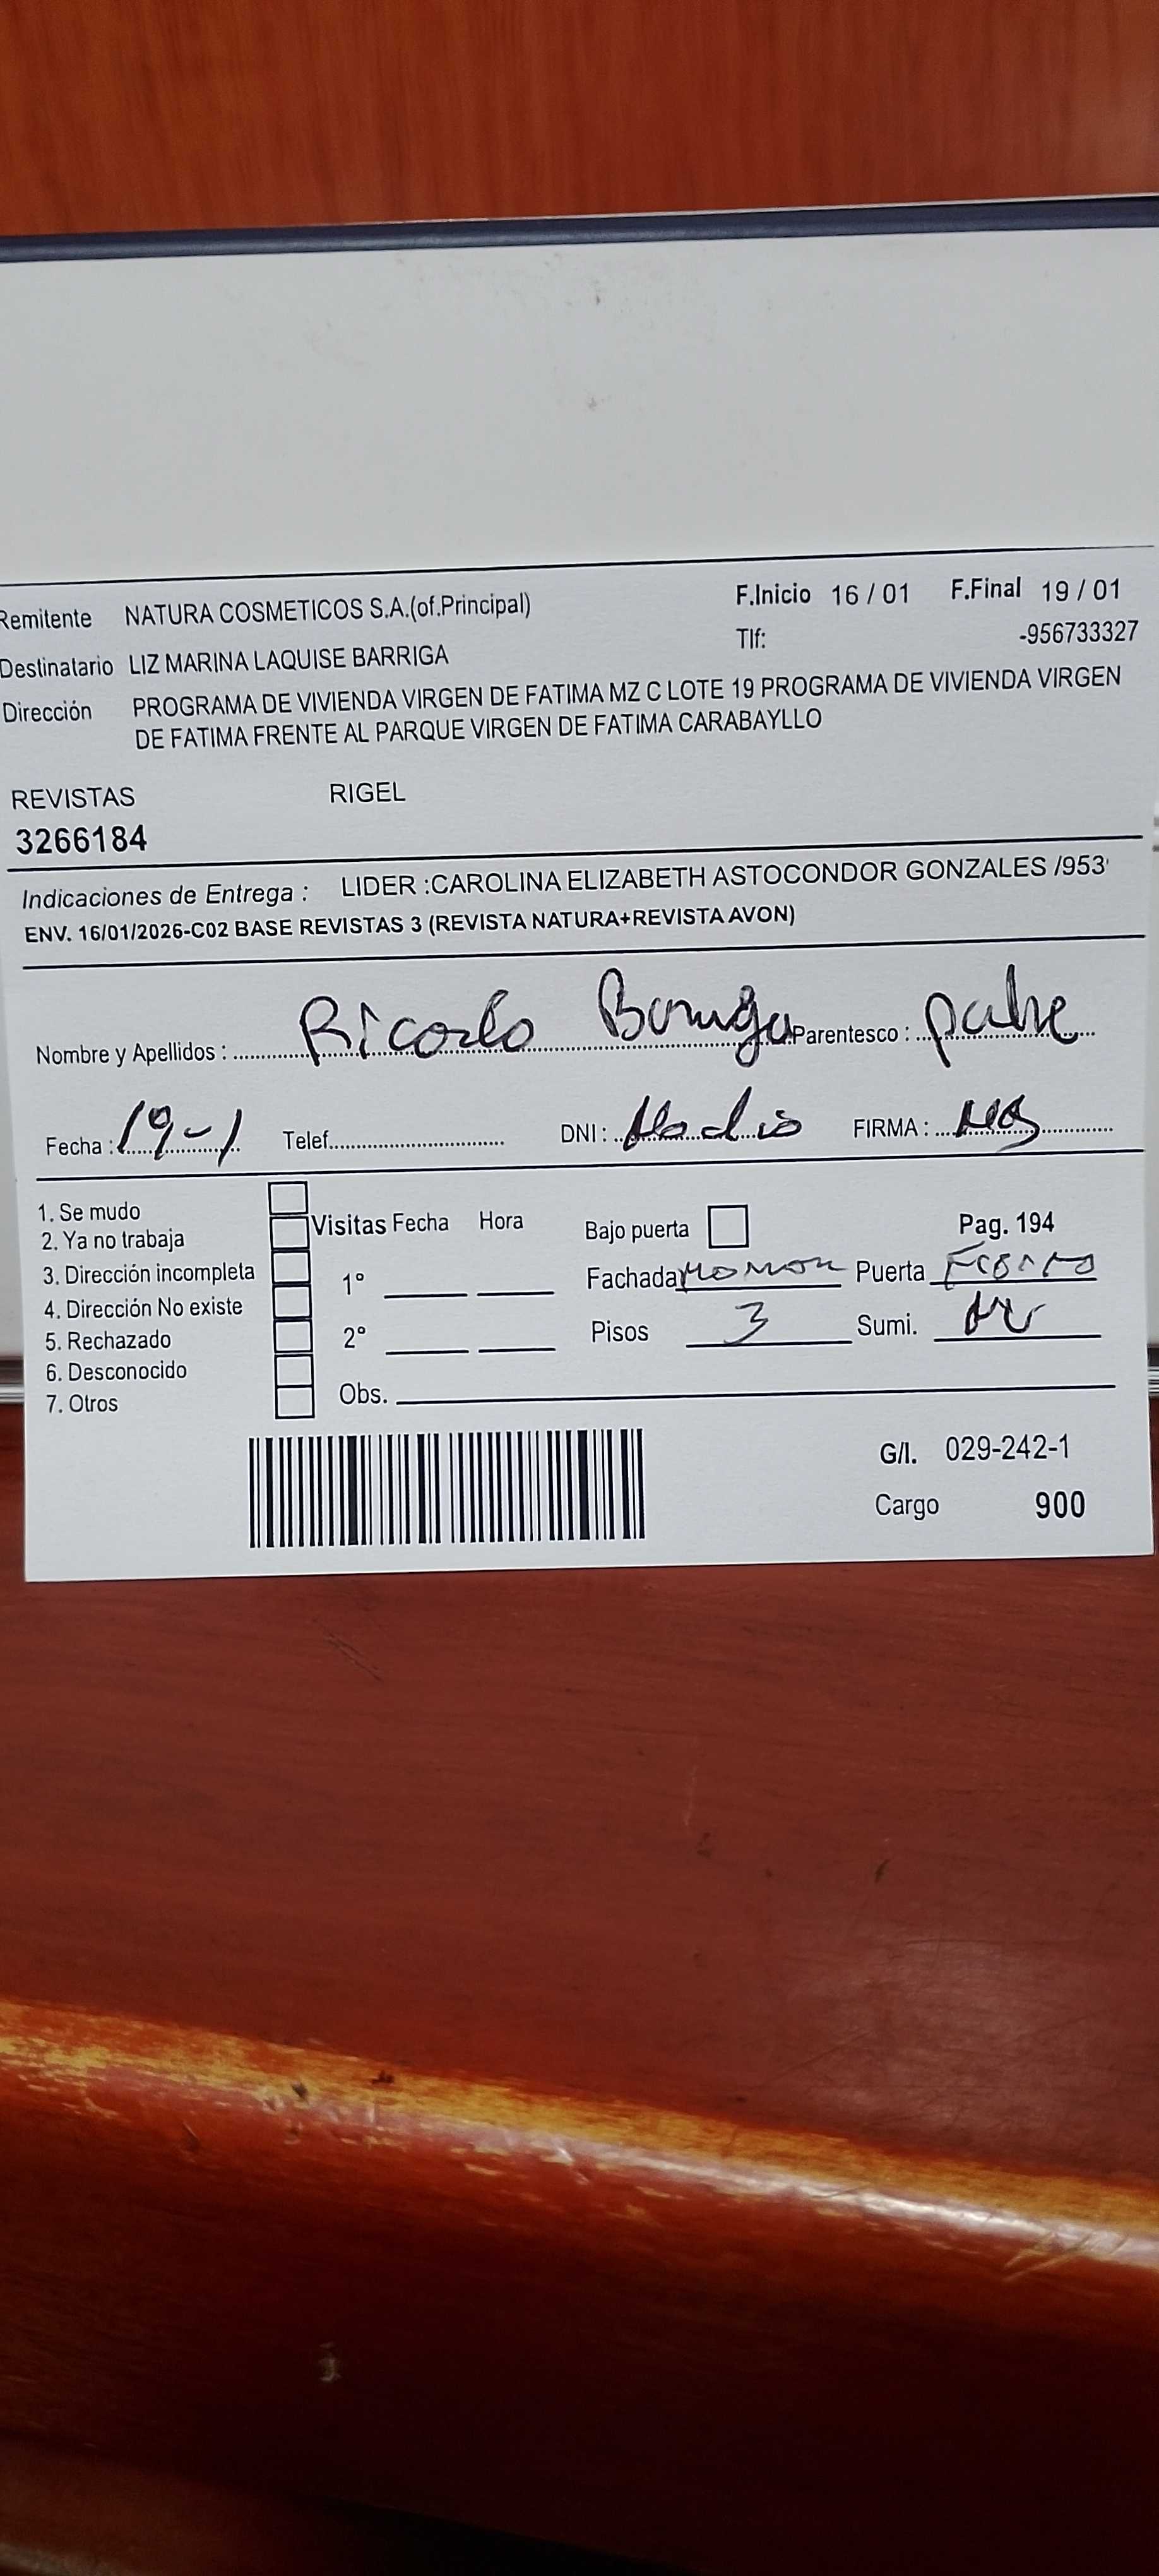 Remitente NATURA COSMETICOS S.A.(of.Principal) F.Inicio 16 / 01 F.Final 19 / 01
Tlf: -956733327
Destinatario LIZ MARINA LAQUISE BARRIGA
Dirección PROGRAMA DE VIVIENDA VIRGEN DE FATIMA MZ C LOTE 19 PROGRAMA DE VIVIENDA VIRGEN
DE FATIMA FRENTE AL PARQUE VIRGEN DE FATIMA CARABAYLLO
REVISTAS RIGEL
3266184
Indicaciones de Entrega : LIDER :CAROLINA ELIZABETH ASTOCONDOR GONZALES /953
ENV. 16/01/2026-C02 BASE REVISTAS 3 (REVISTA NATURA+REVISTA AVON)
Nombre y Apellidos : Ricardo Parentesco : padre
Fecha : 19-1 Telef. DNI : FIRMA :
1. Se mudo
2. Ya no trabaja Visitas Fecha Hora Bajo puerta Pag. 194
3. Dirección incompleta 1° Fachada Puerta
4. Dirección No existe
5. Rechazado 2° Pisos 3 Sumi.
6. Desconocido
7. Otros Obs.
G/I. 029-242-1
Cargo 900